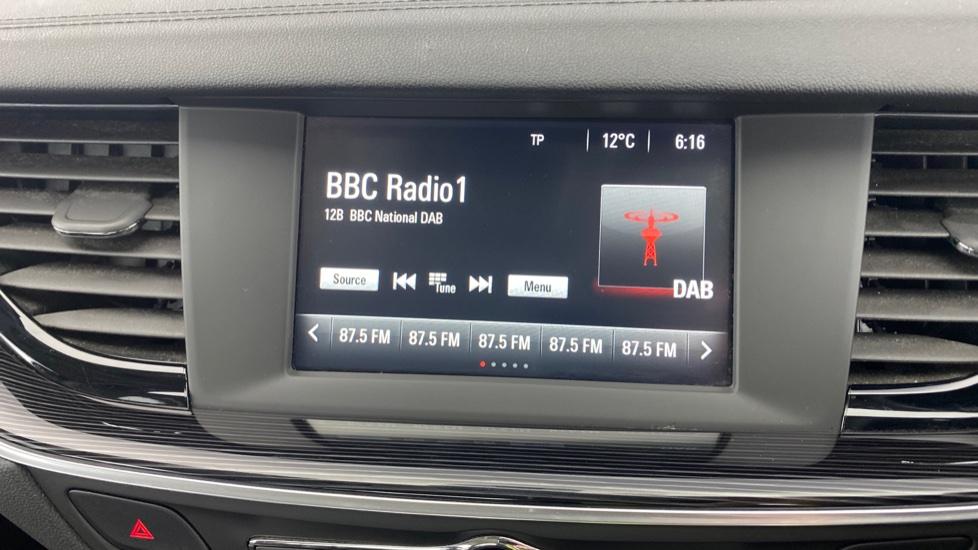 TP 12°C 6:16
BBC Radio1
12B BBC National DAB
DAB
Source Tune Menu
87.5 FM 87.5 FM 87.5 FM 87.5 FM 87.5 FM